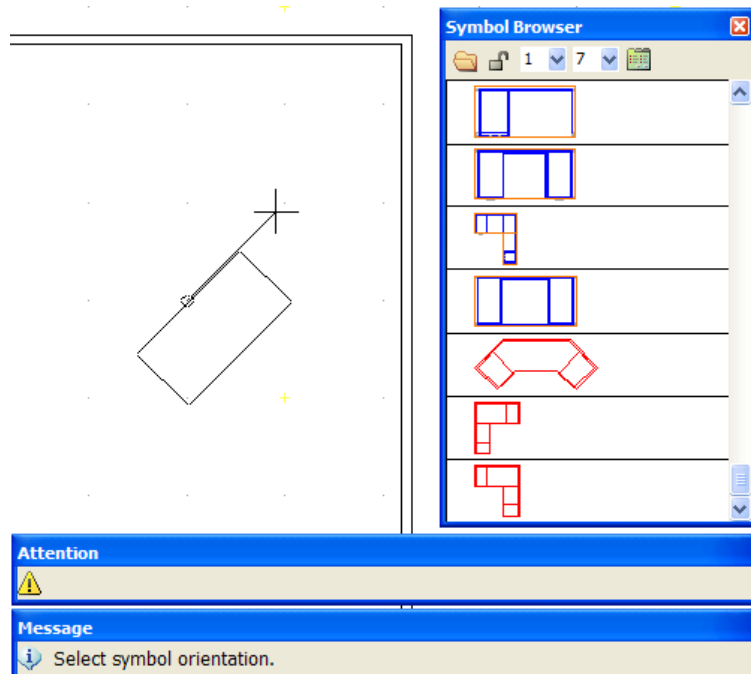 Symbol Browser
1 7
Attention
Message
Select symbol orientation.